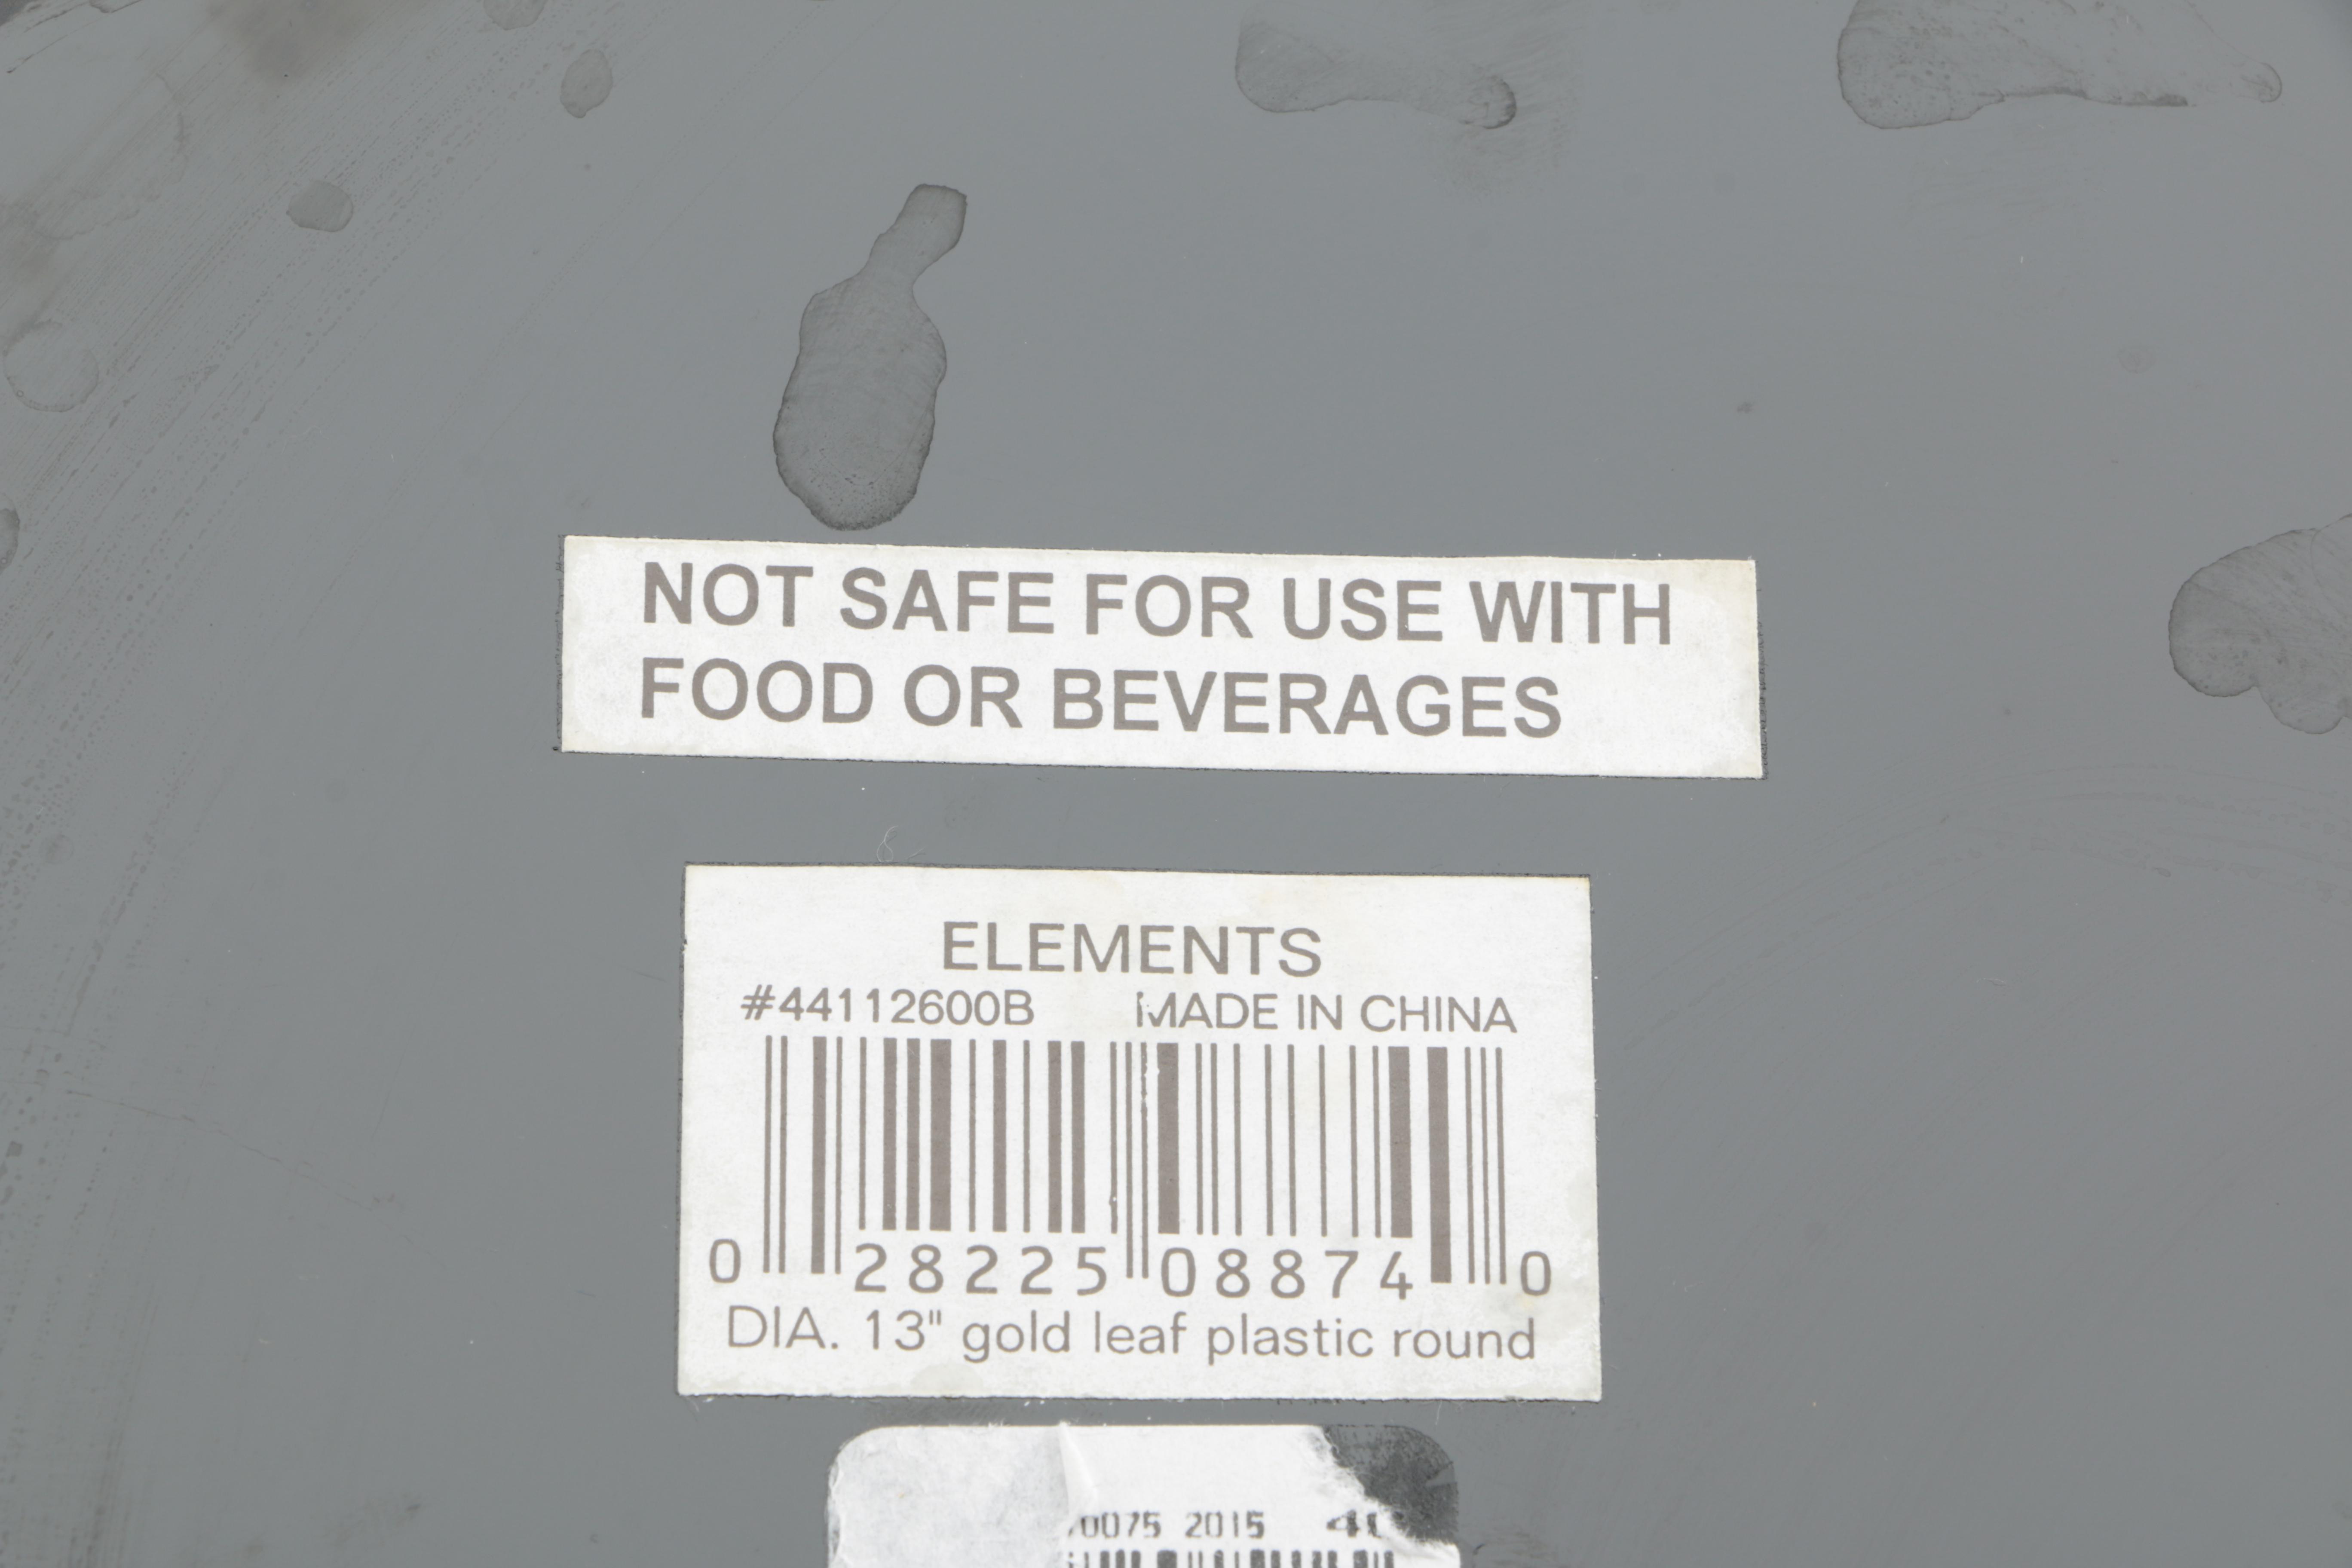 NOT SAFE FOR USE WITH
FOOD OR BEVERAGES
ELEMENTS
#44112600B MADE IN CHINA
0 28225 08874 0
DIA. 13" gold leaf plastic round
2015